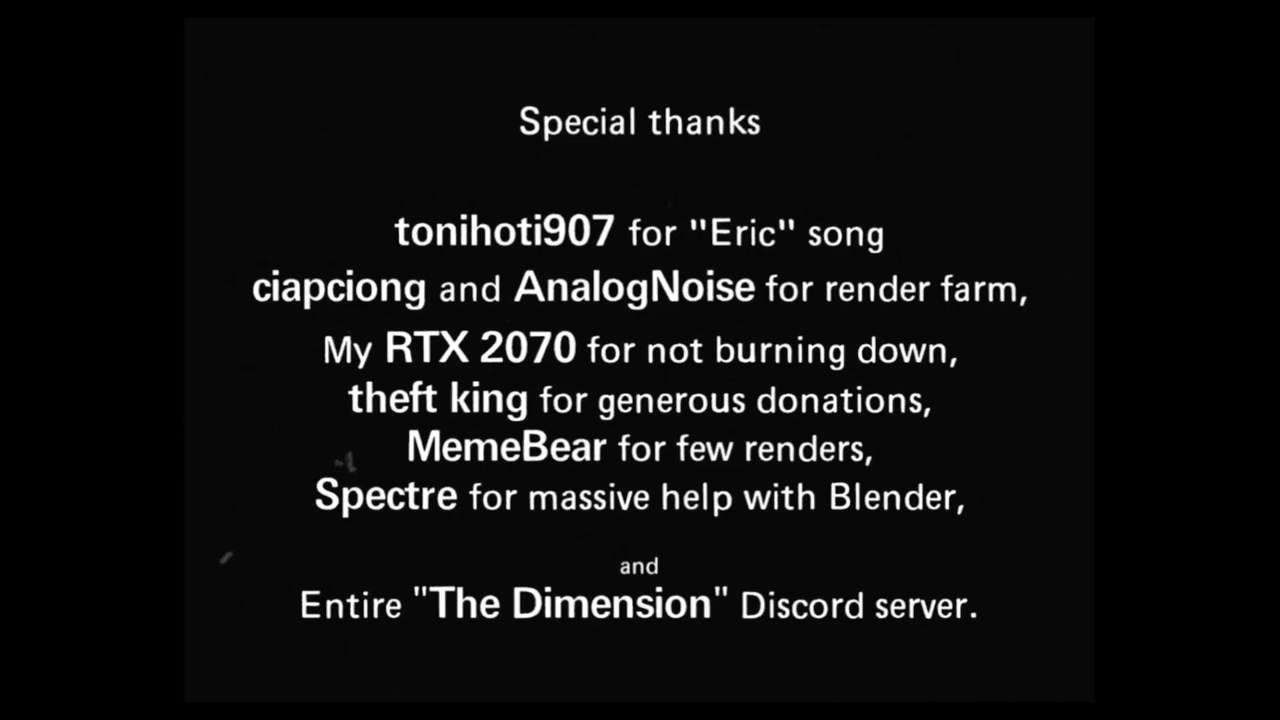 Special thanks
tonihoti907 for "Eric" song
ciapciong and AnalogNoise for render farm,
My RTX 2070 for not burning down,
theft king for generous donations,
MemeBear for few renders,
Spectre for massive help with Blender,
and
Entire "The Dimension" Discord server.